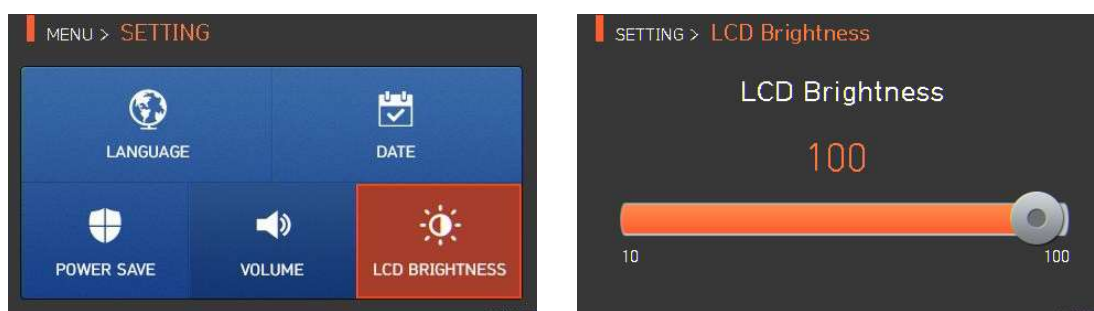 MENU > SETTING
LANGUAGE
DATE
POWER SAVE
VOLUME
LCD BRIGHTNESS
SETTING > LCD Brightness
LCD Brightness
100
10
100